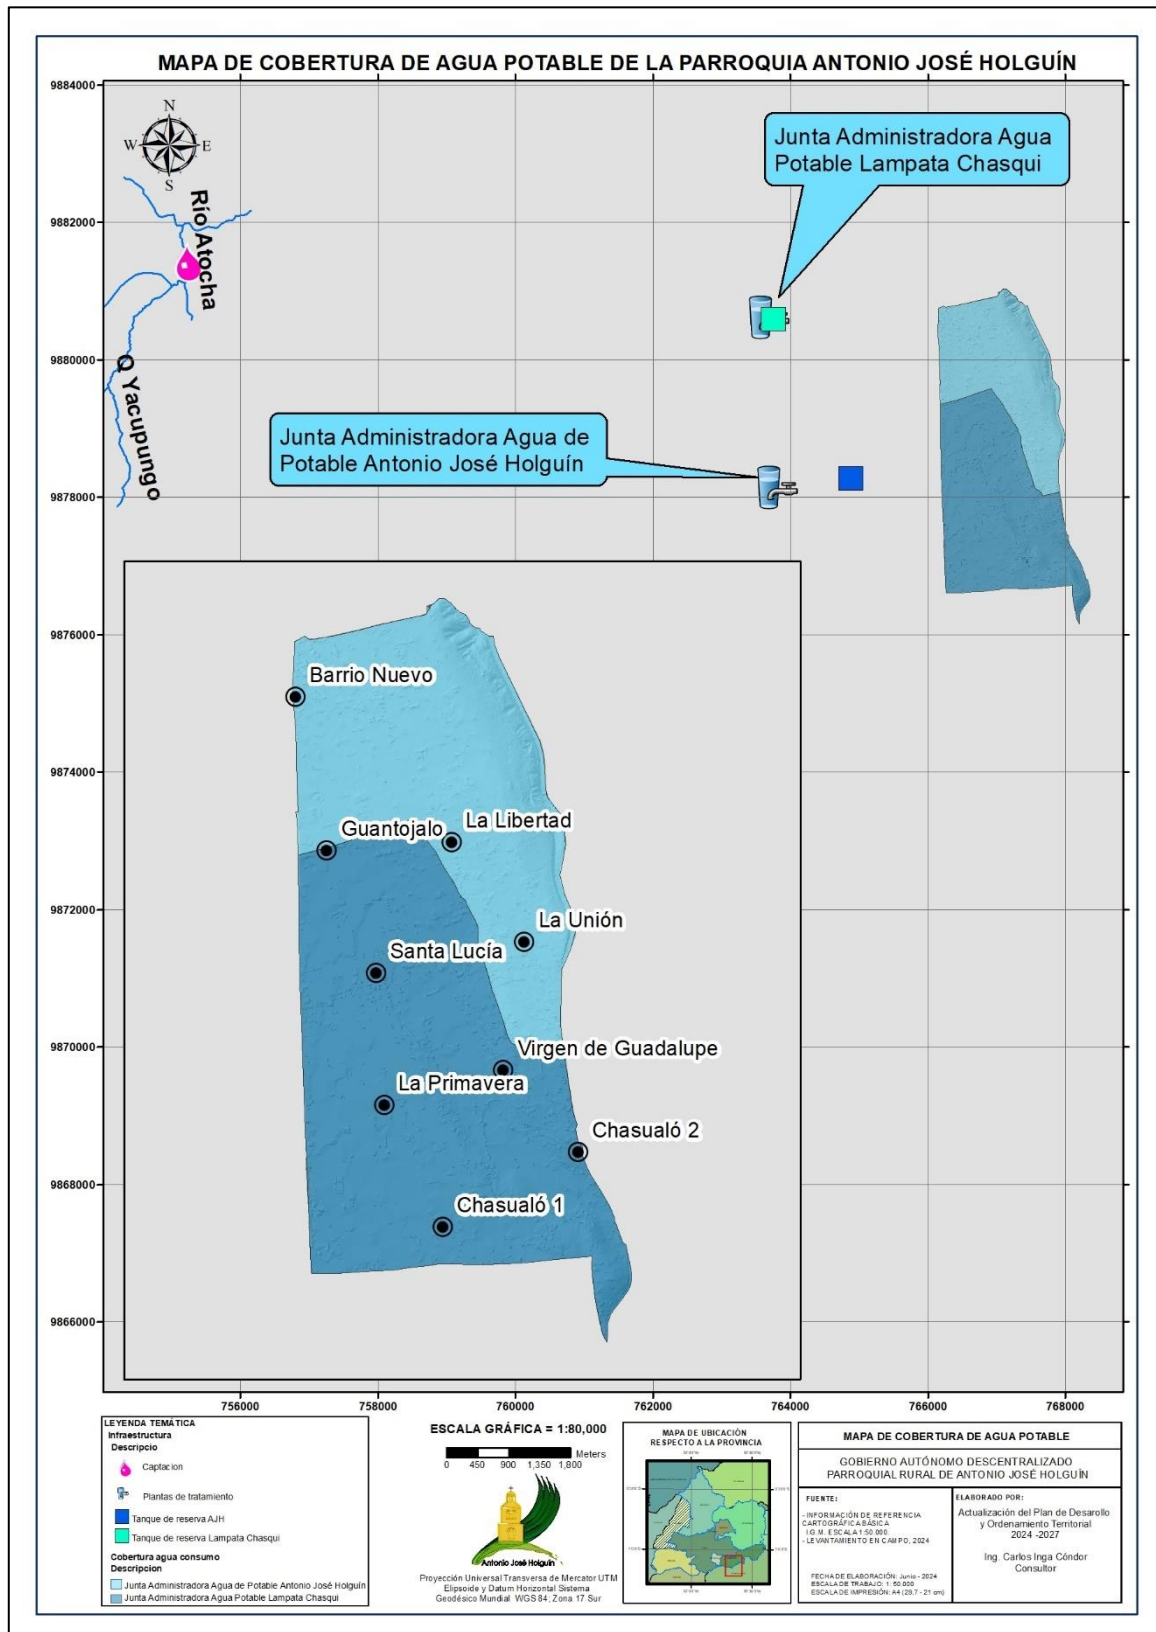 MAPA DE COBERTURA DE AGUA POTABLE DE LA PARROQUIA ANTONIO JOSÉ HOLGUÍN
9884000
9882000
9880000
9878000
9876000
9874000
9872000
9870000
9868000
9866000
N
W
E
S
Río Atocha
Q Yacupungo
Junta Administradora Agua
Potable Lampata Chasqui
Junta Administradora Agua de
Potable Antonio José Holguín
Barrio Nuevo
Guantojalo
La Libertad
La Unión
Santa Lucía
Virgen de Guadalupe
La Primavera
Chasualó 2
Chasualó 1
756000
758000
760000
762000
764000
766000
768000
LEYENDA TEMÁTICA
Infraestructura
Descripcio
Captacion
Plantas de tratamiento
Tanque de reserva AJH
Tanque de reserva Lampata Chasqui
Cobertura agua consumo
Descripcion
Junta Administradora Agua de Potable Antonio José Holguín
Junta Administradora Agua Potable Lampata Chasqui
ESCALA GRÁFICA = 1:80,000
Meters
0 450 900 1,350 1,800
Antonio José Holguín
Proyección Universal Transversa de Mercator UTM
Elipsoide y Datum Horizontal Sistema
Geodésico Mundial WGS 84; Zona 17 Sur
MAPA DE UBICACIÓN
RESPECTO A LA PROVINCIA
MAPA DE COBERTURA DE AGUA POTABLE
GOBIERNO AUTÓNOMO DESCENTRALIZADO
PARROQUIAL RURAL DE ANTONIO JOSÉ HOLGUÍN
FUENTE:
- INFORMACIÓN DE REFERENCIA
CARTOGRÁFICA BÁSICA
I.G.M. ESCALA 1:50.000.
- LEVANTAMIENTO EN CAMPO, 2024
FECHA DE ELABORACIÓN: Junio - 2024
ESCALA DE TRABAJO: 1: 50.000
ESCALA DE IMPRESIÓN: A4 (29.7 - 21 cm)
ELABORADO POR:
Actualización del Plan de Desarollo
y Ordenamiento Territorial
2024 -2027
Ing. Carlos Inga Cóndor
Consultor